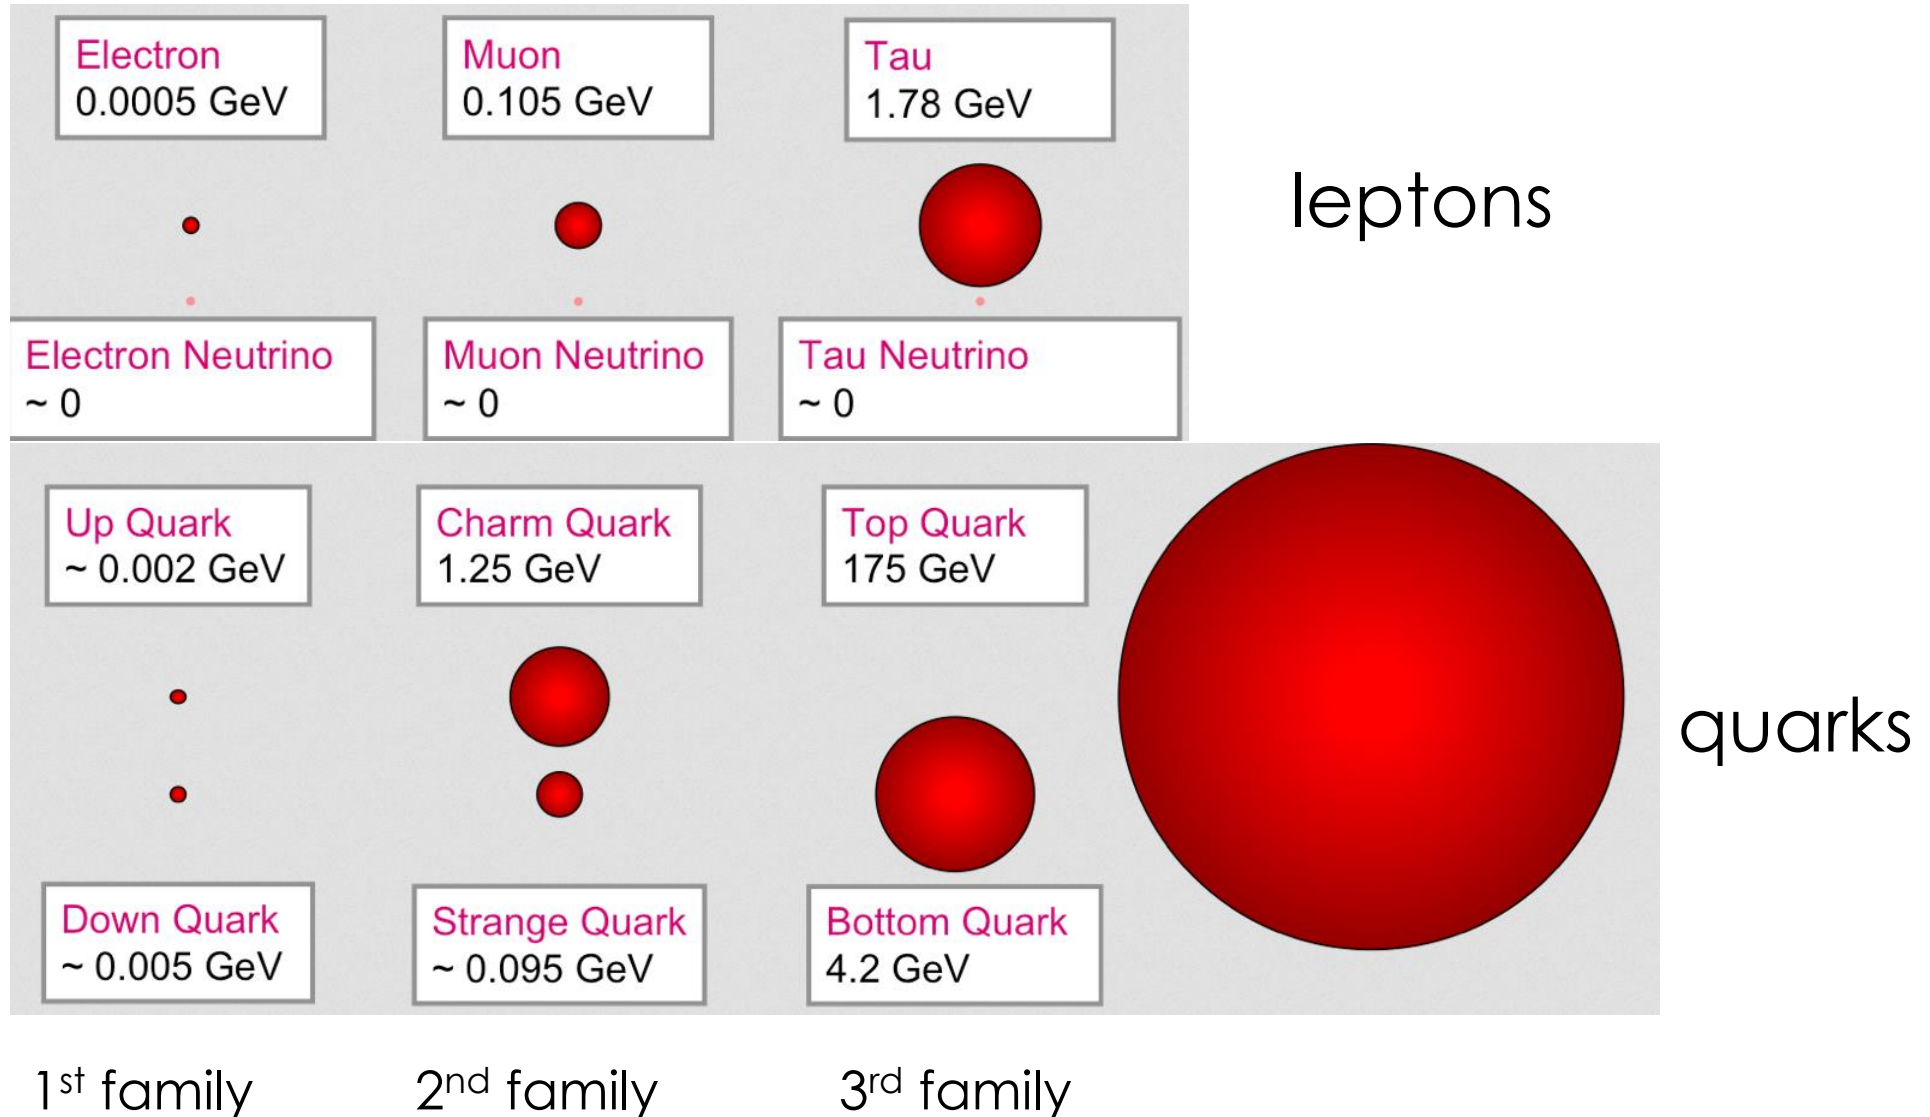 Electron
0.0005 GeV
Muon
0.105 GeV
Tau
1.78 GeV
leptons
Electron Neutrino
~ 0
Muon Neutrino
~ 0
Tau Neutrino
~ 0
Up Quark
~ 0.002 GeV
Charm Quark
1.25 GeV
Top Quark
175 GeV
quarks
Down Quark
~ 0.005 GeV
Strange Quark
~ 0.095 GeV
Bottom Quark
4.2 GeV
1st family
2nd family
3rd family